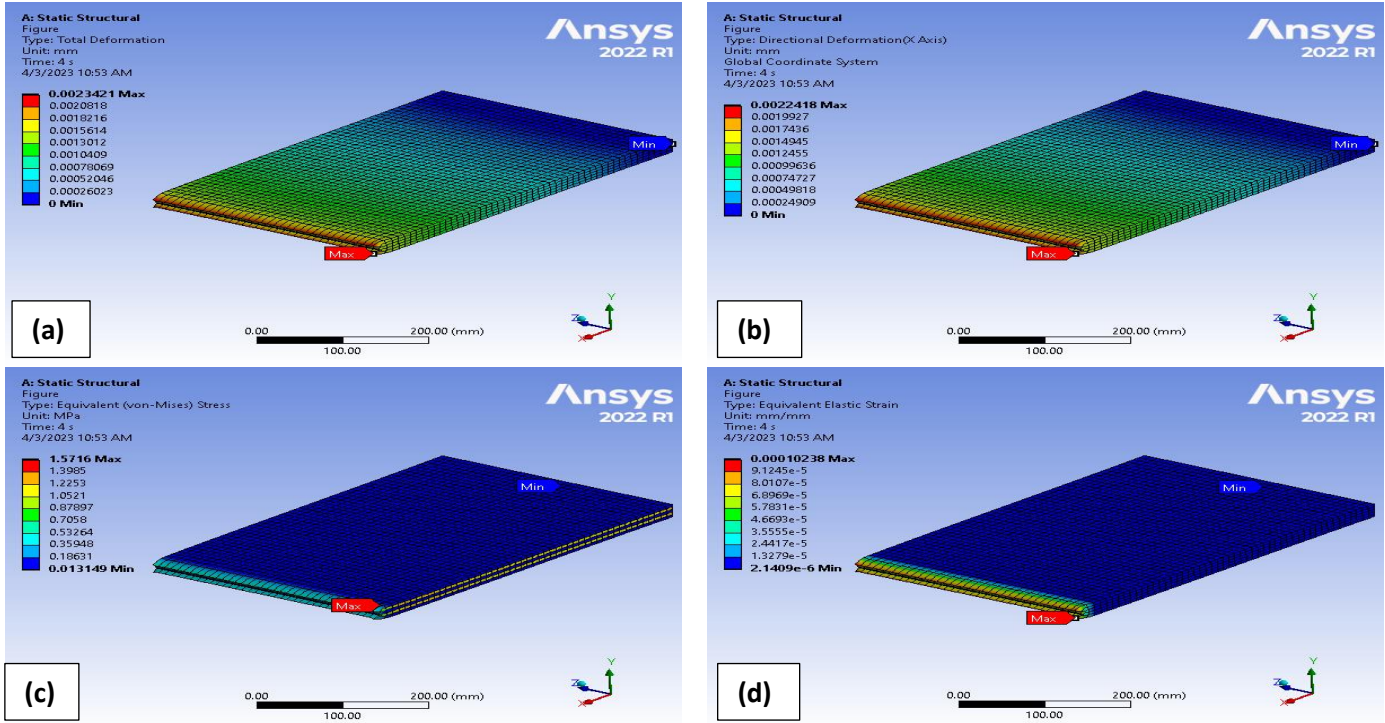 A: Static Structural
Figure
Type: Total Deformation
Unit: mm
Time: 4 s
4/3/2023 10:53 AM
Ansys
2022 R1
0.0023421 Max
0.0020818
0.0018216
0.0015614
0.0013012
0.0010409
0.00078069
0.00052046
0.00026023
0 Min
Min
Max
(a)
0.00
200.00 (mm)
100.00
Y
Z
X
A: Static Structural
Figure
Type: Directional Deformation(X Axis)
Unit: mm
Global Coordinate System
Time: 4 s
4/3/2023 10:53 AM
Ansys
2022 R1
0.0022418 Max
0.0019927
0.0017436
0.0014945
0.0012455
0.00099636
0.00074727
0.00049818
0.00024909
0 Min
Min
Max
(b)
0.00
200.00 (mm)
100.00
Y
Z
X
A: Static Structural
Figure
Type: Equivalent (von-Mises) Stress
Unit: MPa
Time: 4 s
4/3/2023 10:53 AM
Ansys
2022 R1
1.5716 Max
1.3985
1.2253
1.0521
0.87897
0.7058
0.53264
0.35948
0.18631
0.013149 Min
Min
Max
(c)
0.00
200.00 (mm)
100.00
Y
Z
X
A: Static Structural
Figure
Type: Equivalent Elastic Strain
Unit: mm/mm
Time: 4 s
4/3/2023 10:53 AM
Ansys
2022 R1
0.00010238 Max
9.1245e-5
8.0107e-5
6.8969e-5
5.7831e-5
4.6693e-5
3.5555e-5
2.4417e-5
1.3279e-5
2.1409e-6 Min
Min
Max
(d)
0.00
200.00 (mm)
100.00
Y
Z
X